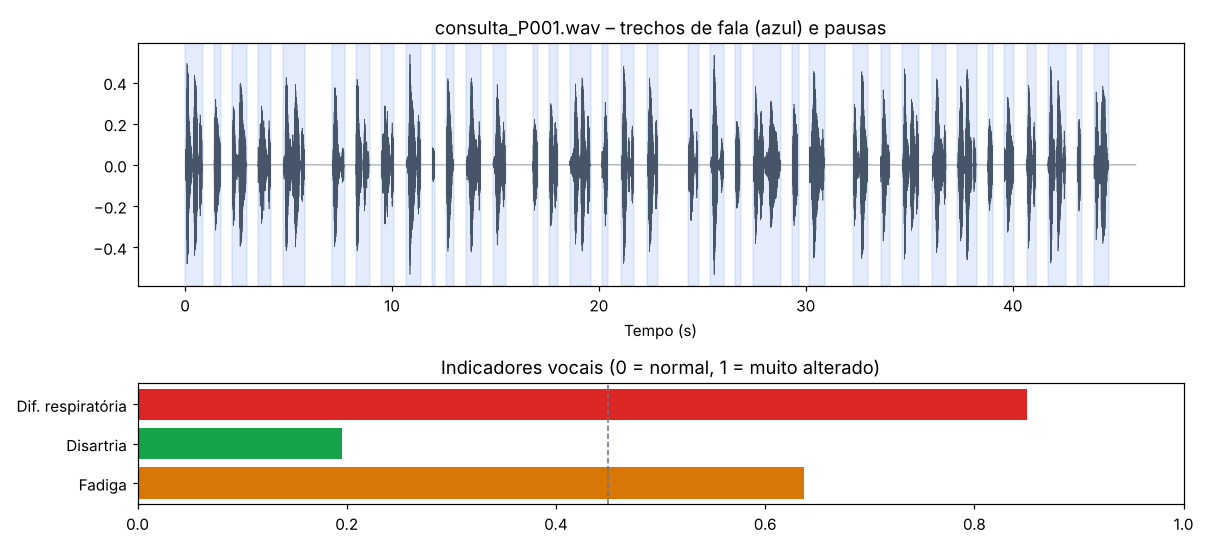 consulta_P001.wav – trechos de fala (azul) e pausas
0.4
0.2
0.0
−0.2
−0.4
0 10 20 30 40
Tempo (s)
Indicadores vocais (0 = normal, 1 = muito alterado)
Dif. respiratória
Disartria
Fadiga
0.0 0.2 0.4 0.6 0.8 1.0